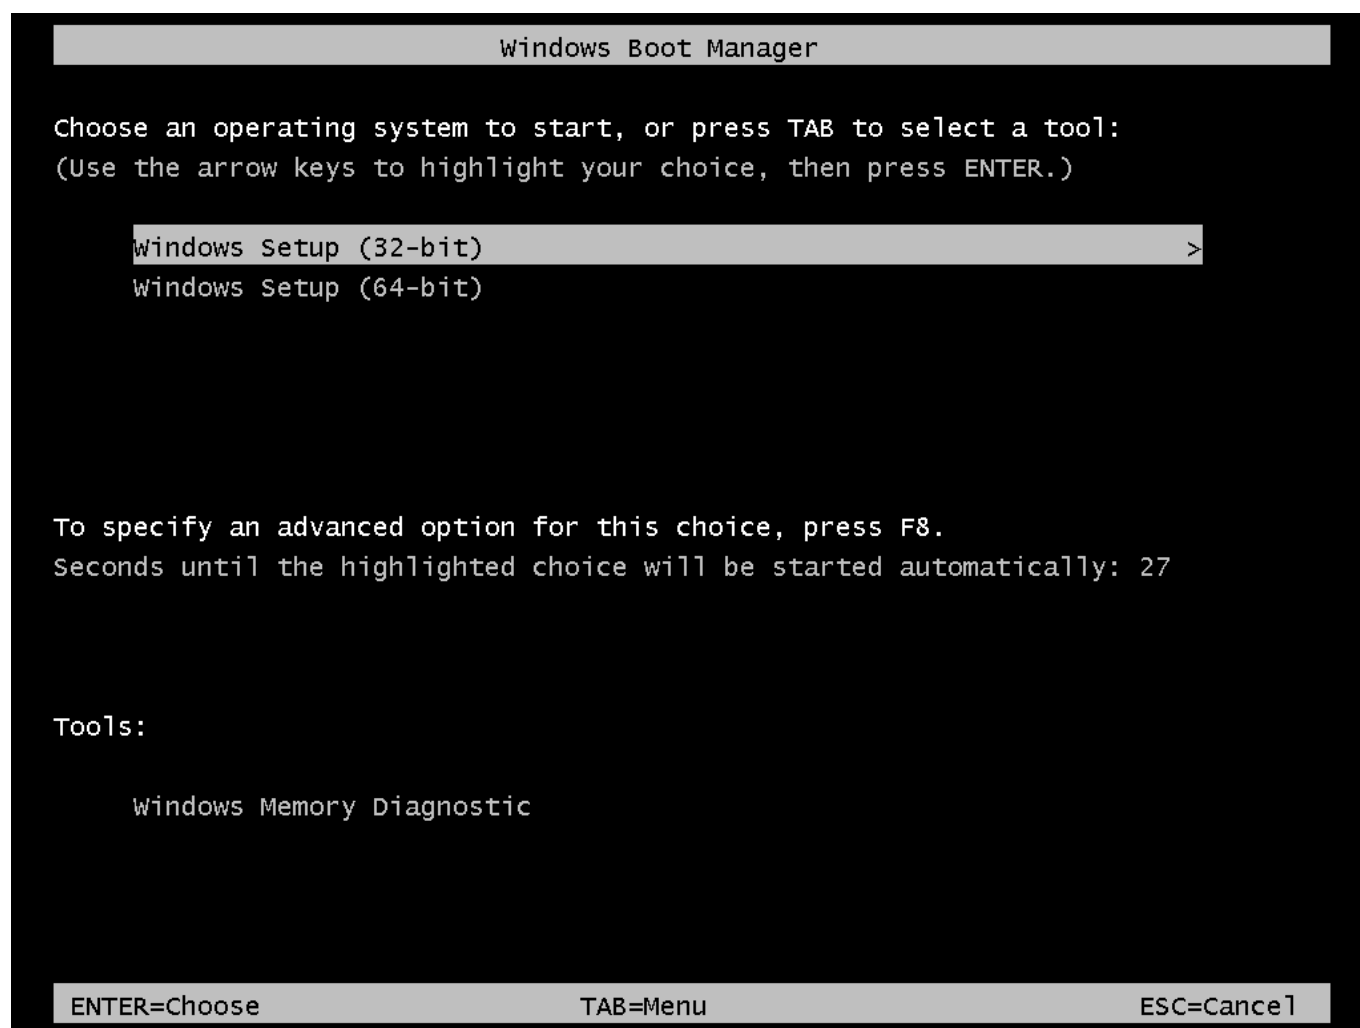 Windows Boot Manager
Choose an operating system to start, or press TAB to select a tool:
(Use the arrow keys to highlight your choice, then press ENTER.)
Windows Setup (32-bit) >
Windows Setup (64-bit)
To specify an advanced option for this choice, press F8.
Seconds until the highlighted choice will be started automatically: 27
Tools:
Windows Memory Diagnostic
ENTER=Choose TAB=Menu ESC=Cancel